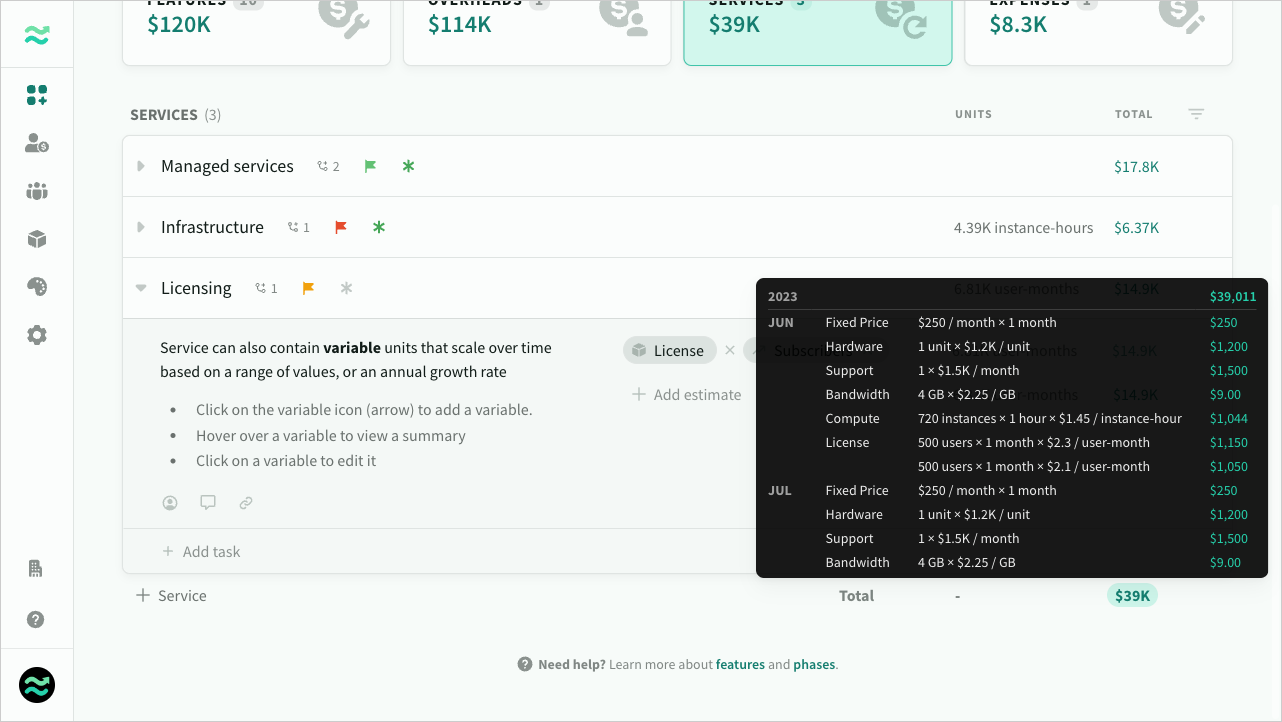 FEATURES 10
OVERHEADS 1
SERVICES 3
EXPENSES 1
$120K
$114K
$39K
$8.3K
SERVICES (3)
UNITS
TOTAL
Managed services
2
$17.8K
Infrastructure
1
4.39K instance-hours
$6.37K
Licensing
1
6.81K user-months
$14.9K
Service can also contain variable units that scale over time
based on a range of values, or an annual growth rate
Click on the variable icon (arrow) to add a variable.
Hover over a variable to view a summary
Click on a variable to edit it
License
Subscribers
$14.9K
Add estimate
$14.9K
2023 $39,011
JUN Fixed Price $250 / month × 1 month $250
Hardware 1 unit × $1.2K / unit $1,200
Support 1 × $1.5K / month $1,500
Bandwidth 4 GB × $2.25 / GB $9.00
Compute 720 instances × 1 hour × $1.45 / instance-hour $1,044
License 500 users × 1 month × $2.3 / user-month $1,150
500 users × 1 month × $2.1 / user-month $1,050
JUL Fixed Price $250 / month × 1 month $250
Hardware 1 unit × $1.2K / unit $1,200
Support 1 × $1.5K / month $1,500
Bandwidth 4 GB × $2.25 / GB $9.00
Add task
Service
Total
-
$39K
Need help? Learn more about features and phases.